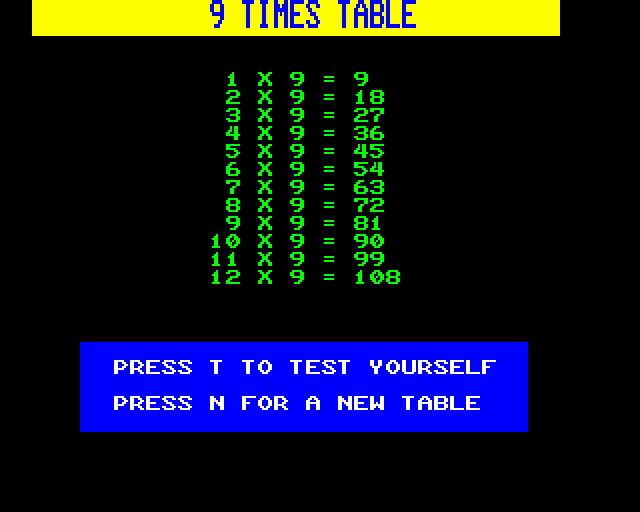 9 TIMES TABLE
1 X 9 = 9
2 X 9 = 18
3 X 9 = 27
4 X 9 = 36
5 X 9 = 45
6 X 9 = 54
7 X 9 = 63
8 X 9 = 72
9 X 9 = 81
10 X 9 = 90
11 X 9 = 99
12 X 9 = 108
PRESS T TO TEST YOURSELF
PRESS N FOR A NEW TABLE